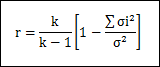 r = k / k − 1 [1 − ∑σi² / σ²]